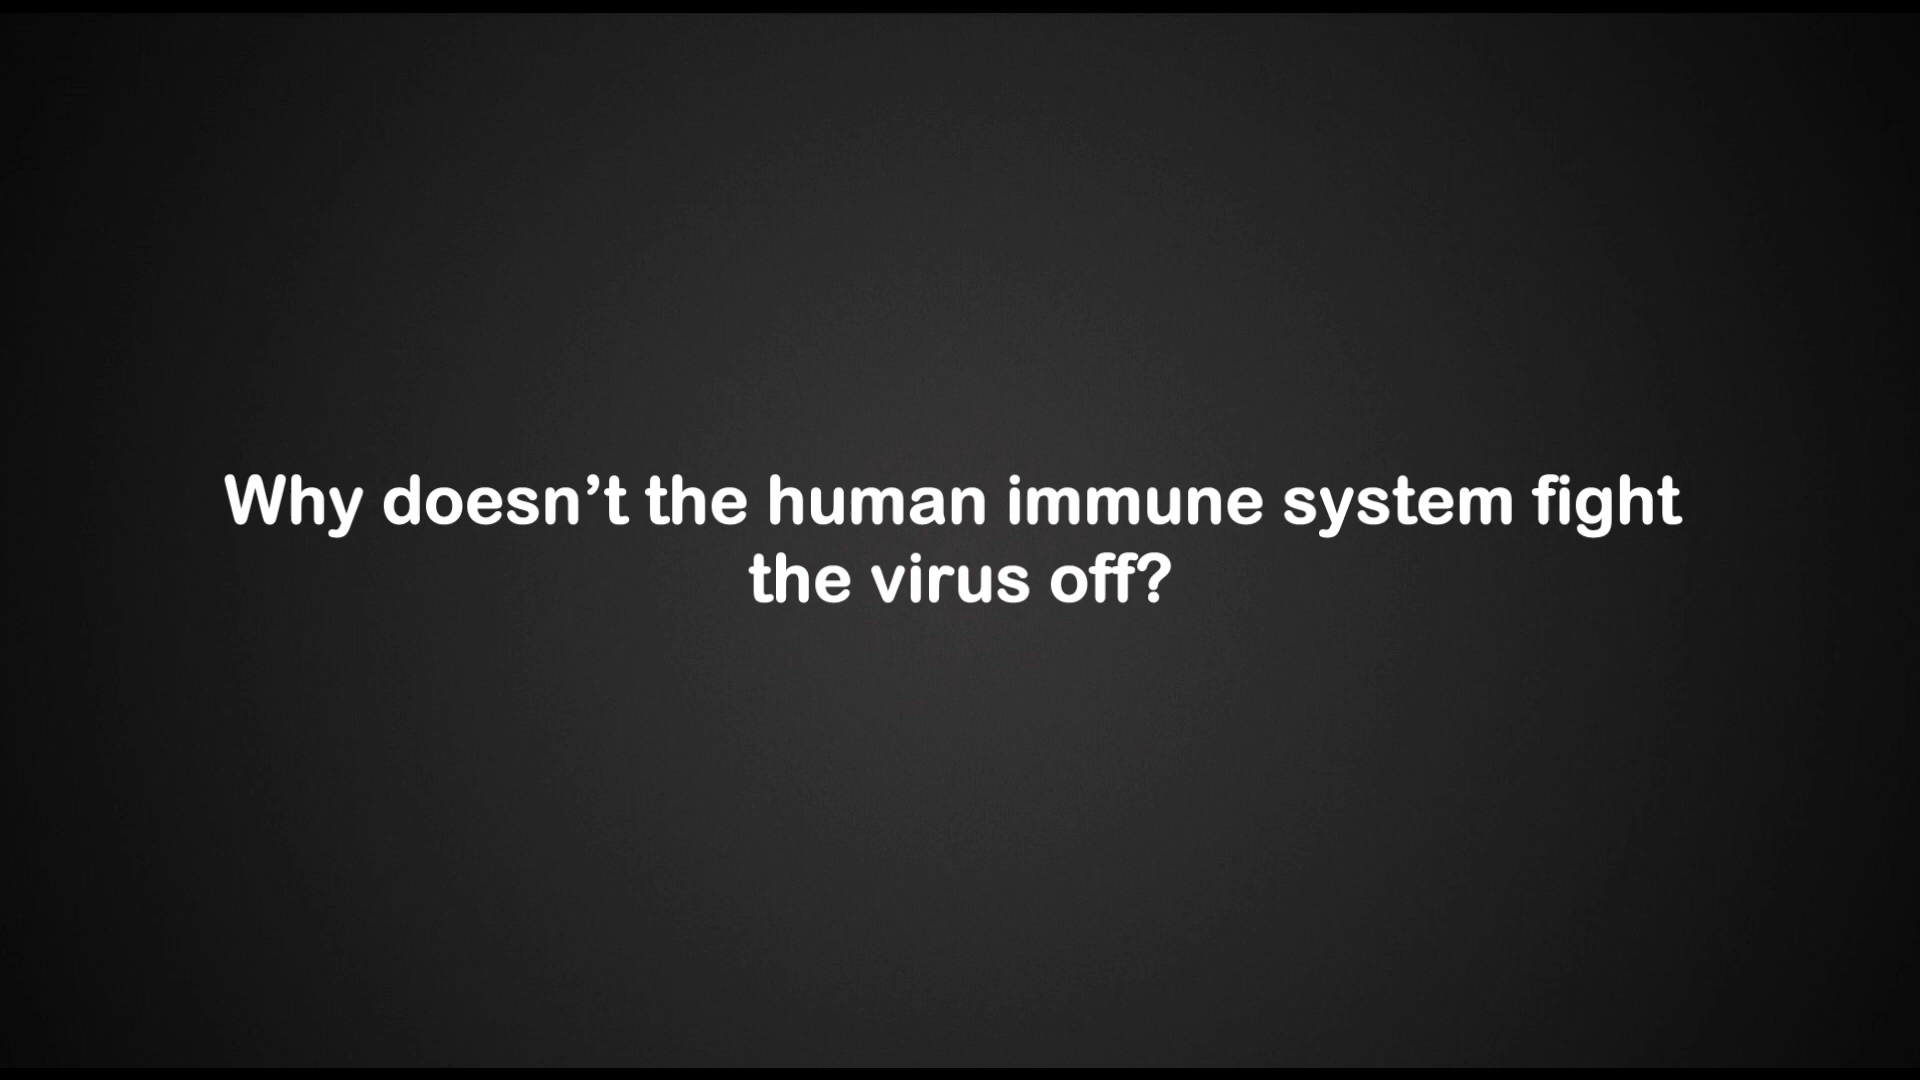 Why doesn’t the human immune system fight
the virus off?